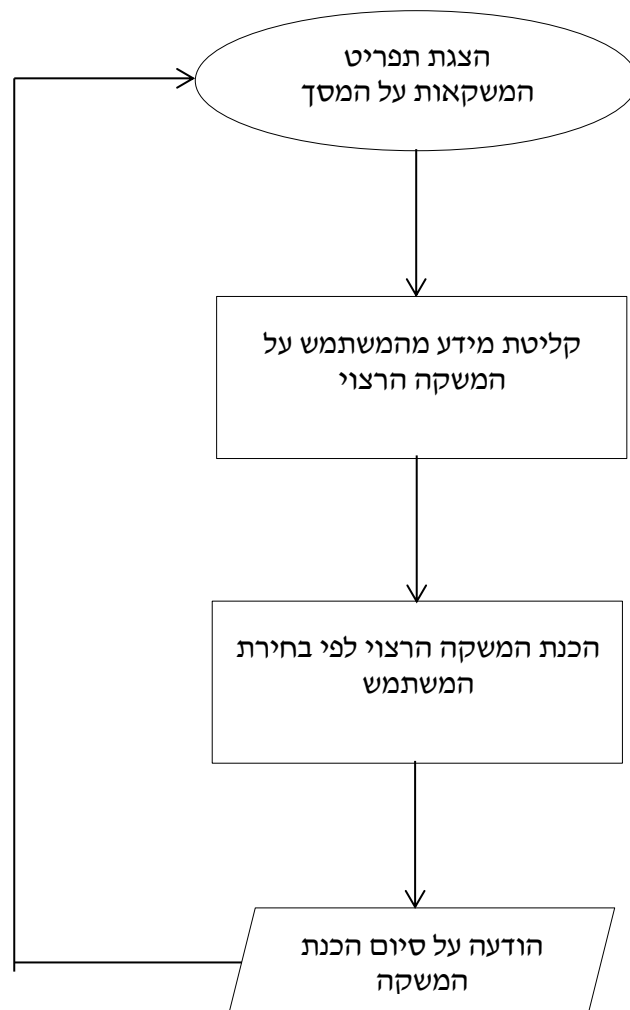 הצגת תפריט
המשקאות על המסך
קליטת מידע מהמשתמש על
המשקה הרצוי
הכנת המשקה הרצוי לפי בחירת
המשתמש
הודעה על סיום הכנת
המשקה